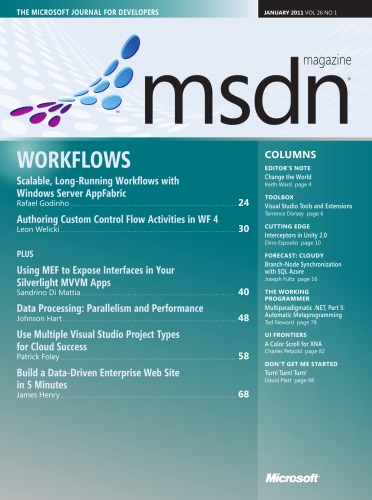 THE MICROSOFT JOURNAL FOR DEVELOPERS
JANUARY 2011 VOL 26 NO 1
magazine
msdn
WORKFLOWS
Scalable, Long-Running Workflows with
Windows Server AppFabric
Rafael Godinho 24
Authoring Custom Control Flow Activities in WF 4
Leon Welicki 30
PLUS
Using MEF to Expose Interfaces in Your
Silverlight MVVM Apps
Sandrino Di Mattia 40
Data Processing: Parallelism and Performance
Johnson Hart 48
Use Multiple Visual Studio Project Types
for Cloud Success
Patrick Foley 58
Build a Data-Driven Enterprise Web Site
in 5 Minutes
James Henry 68
COLUMNS
EDITOR'S NOTE
Change the World
Keith Ward page 4
TOOLBOX
Visual Studio Tools and Extensions
Terrence Dorsey page 6
CUTTING EDGE
Interceptors in Unity 2.0
Dino Esposito page 10
FORECAST: CLOUDY
Branch-Node Synchronization
with SQL Azure
Joseph Fultz page 16
THE WORKING
PROGRAMMER
Multiparadigmatic .NET, Part 5:
Automatic Metaprogramming
Ted Neward page 78
UI FRONTIERS
A Color Scroll for XNA
Charles Petzold page 82
DON'T GET ME STARTED
Turn! Turn! Turn!
David Platt page 88
Microsoft®